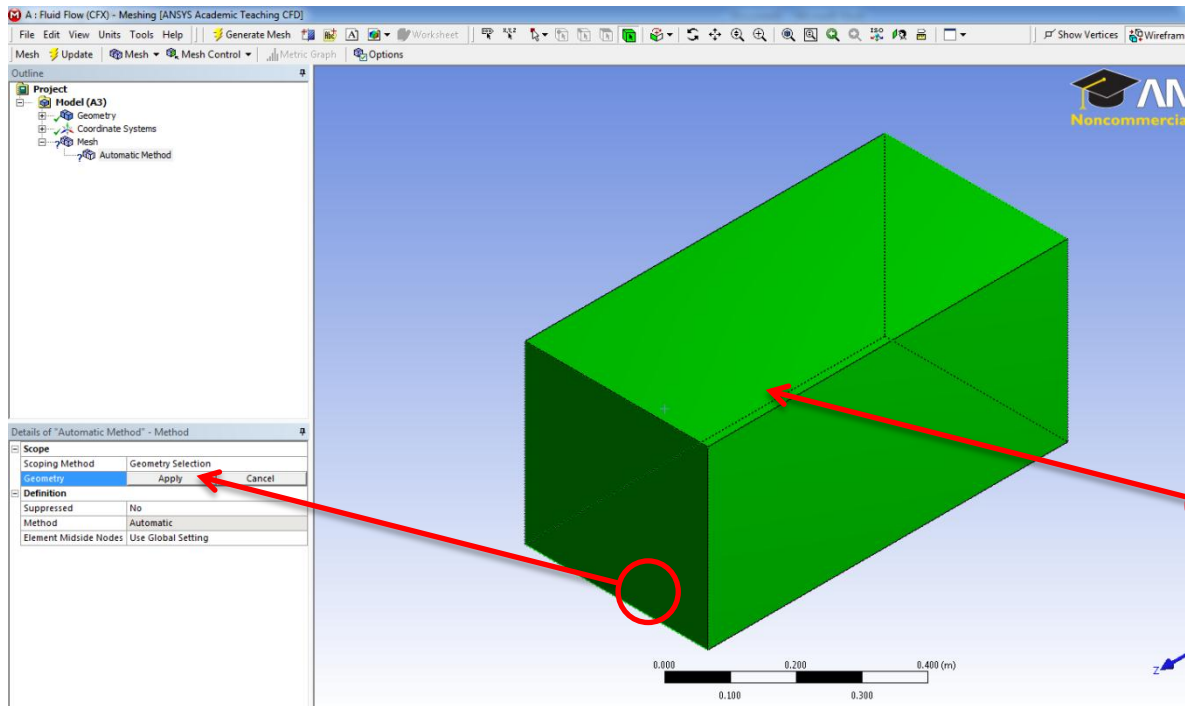 A : Fluid Flow (CFX) - Meshing [ANSYS Academic Teaching CFD]
File Edit View Units Tools Help Generate Mesh Worksheet Show Vertices Wirefram
Mesh Update Mesh Mesh Control Metric Graph Options
Outline
Project
Model (A3)
Geometry
Coordinate Systems
Mesh
Automatic Method
AN
Noncommercia
Details of "Automatic Method" - Method
Scope
Scoping Method Geometry Selection
Geometry Apply Cancel
Definition
Suppressed No
Method Automatic
Element Midside Nodes Use Global Setting
0.000 0.200 0.400 (m)
0.100 0.300
Z